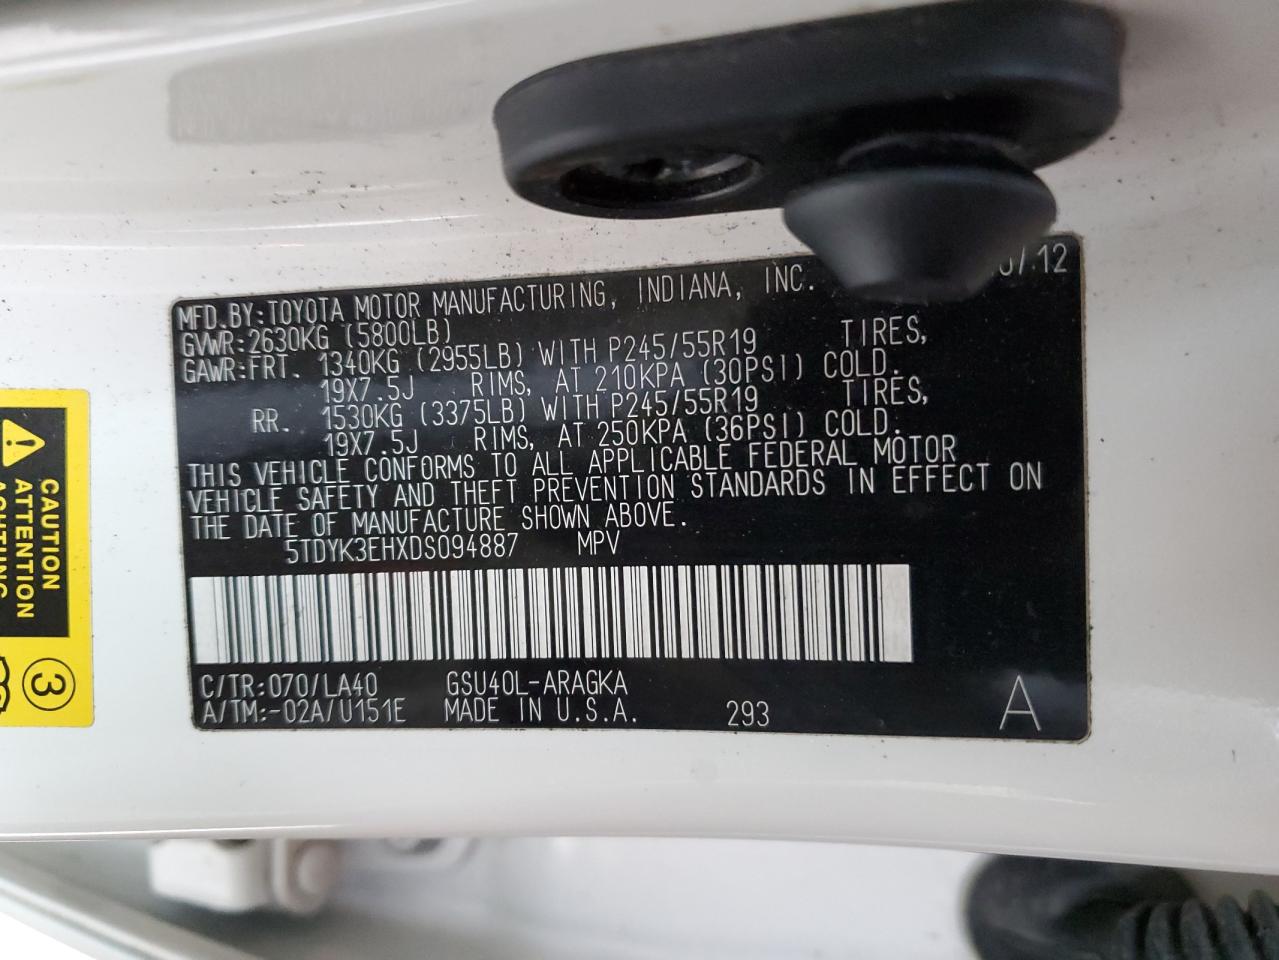 07/12
MFD.BY:TOYOTA MOTOR MANUFACTURING, INDIANA, INC.
GVWR:2630KG (5800LB)
GAWR:FRT. 1340KG (2955LB) WITH P245/55R19 TIRES,
19X7.5J RIMS, AT 210KPA (30PSI) COLD.
RR. 1530KG (3375LB) WITH P245/55R19 TIRES,
19X7.5J RIMS, AT 250KPA (36PSI) COLD.
THIS VEHICLE CONFORMS TO ALL APPLICABLE FEDERAL MOTOR
VEHICLE SAFETY AND THEFT PREVENTION STANDARDS IN EFFECT ON
THE DATE OF MANUFACTURE SHOWN ABOVE.
5TDYK3EHXDS094887 MPV
C/TR:070/LA40 GSU40L-ARAGKA
A/TM:-02A/U151E MADE IN U.S.A. 293 A
CAUTION
ATTENTION
3